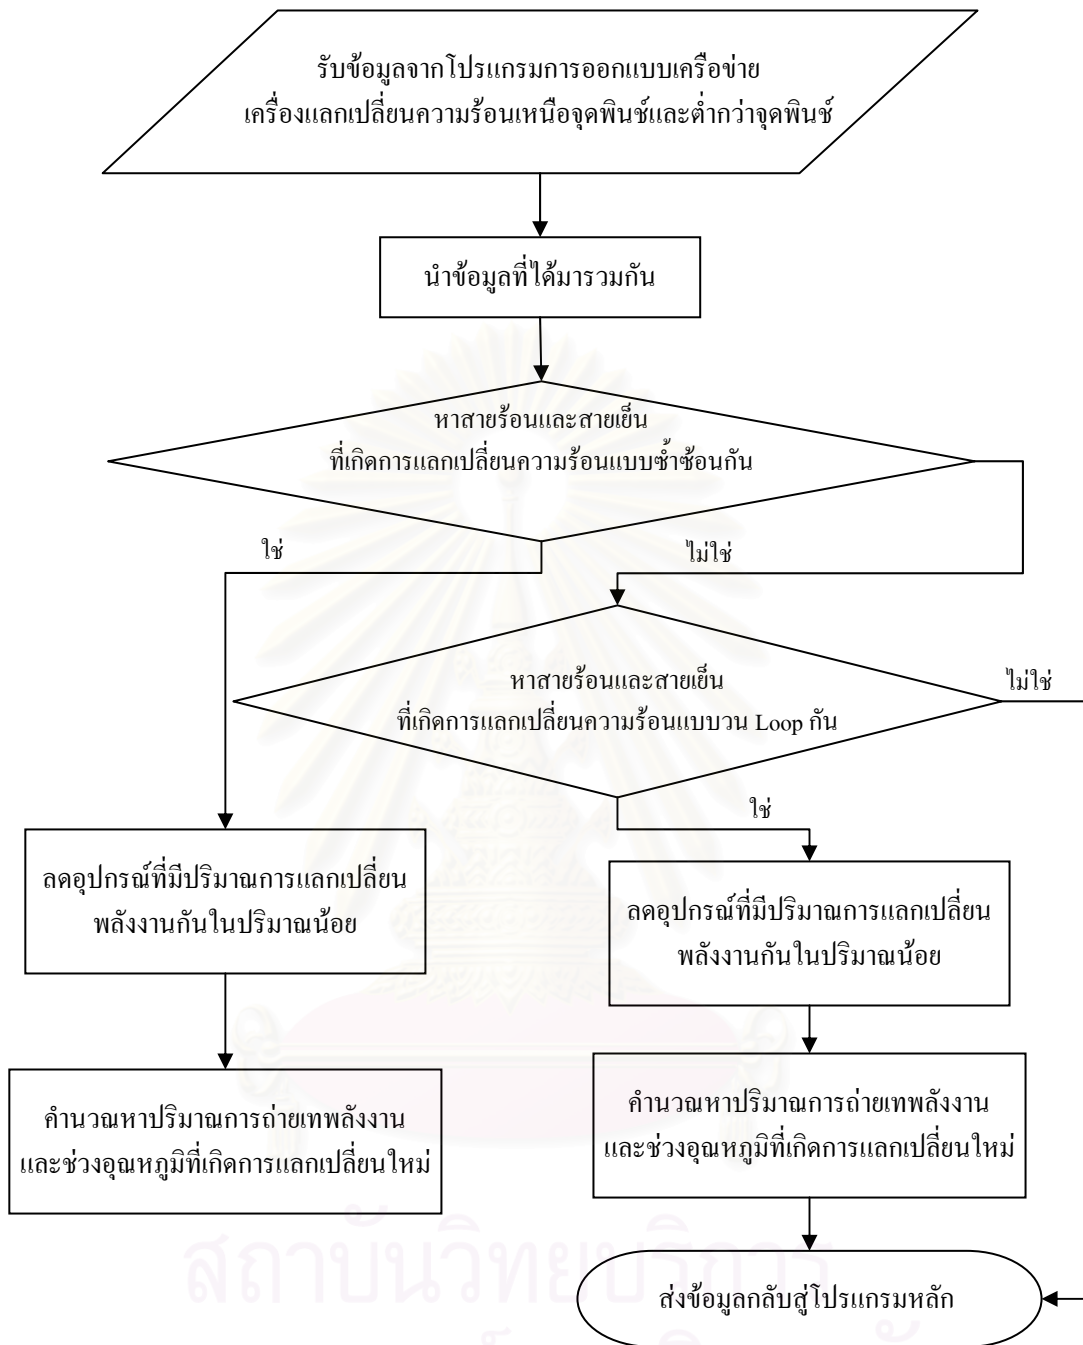 รับข้อมูลจากโปรแกรมการออกแบบเครือข่าย
เครื่องแลกเปลี่ยนความร้อนเหนือจุดพินช์และต่ำกว่าจุดพินช์
นำข้อมูลที่ได้มารวมกัน
หาสายร้อนและสายเย็น
ที่เกิดการแลกเปลี่ยนความร้อนแบบซ้ำซ้อนกัน
ใช่
ไม่ใช่
หาสายร้อนและสายเย็น
ที่เกิดการแลกเปลี่ยนความร้อนแบบวน Loop กัน
ไม่ใช่
ใช่
ลดอุปกรณ์ที่มีปริมาณการแลกเปลี่ยน
พลังงานกันในปริมาณน้อย
ลดอุปกรณ์ที่มีปริมาณการแลกเปลี่ยน
พลังงานกันในปริมาณน้อย
คำนวณหาปริมาณการถ่ายเทพลังงาน
และช่วงอุณหภูมิที่เกิดการแลกเปลี่ยนใหม่
คำนวณหาปริมาณการถ่ายเทพลังงาน
และช่วงอุณหภูมิที่เกิดการแลกเปลี่ยนใหม่
สถาบันวิทยบริการ
ส่งข้อมูลกลับสู่โปรแกรมหลัก